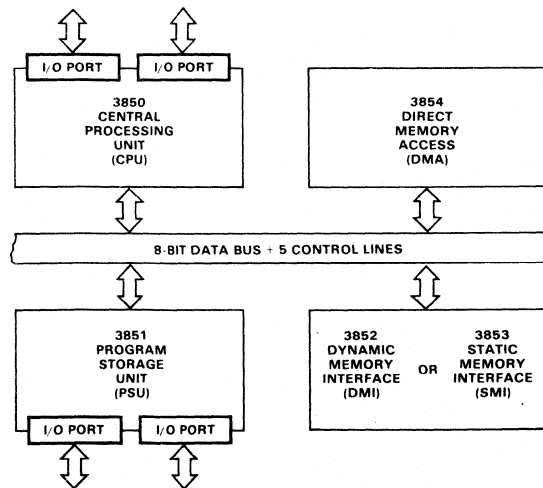 I/O PORT
I/O PORT
3850
CENTRAL
PROCESSING
UNIT
(CPU)
3854
DIRECT
MEMORY
ACCESS
(DMA)
8-BIT DATA BUS + 5 CONTROL LINES
3851
PROGRAM
STORAGE
UNIT
(PSU)
I/O PORT
I/O PORT
3852
DYNAMIC
MEMORY
INTERFACE
(DMI)
OR
3853
STATIC
MEMORY
INTERFACE
(SMI)